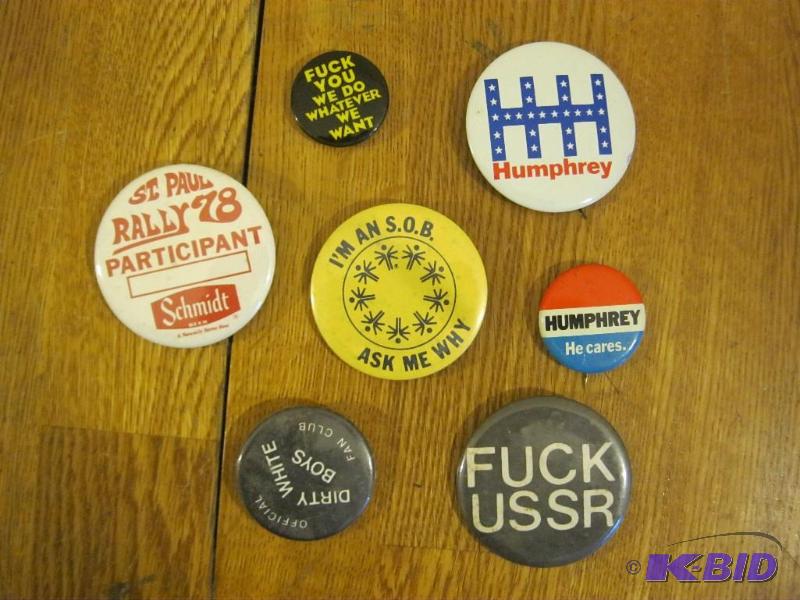 FUCK
YOU
WE DO
WHATEVER
WE
WANT
Humphrey
ST. PAUL
RALLY 78
PARTICIPANT
Schmidt
BEER
I'M AN S.O.B.
ASK ME WHY
HUMPHREY
He cares.
OFFICIAL
DIRTY WHITE
BOYS
FAN CLUB
FUCK
USSR
© K-BID